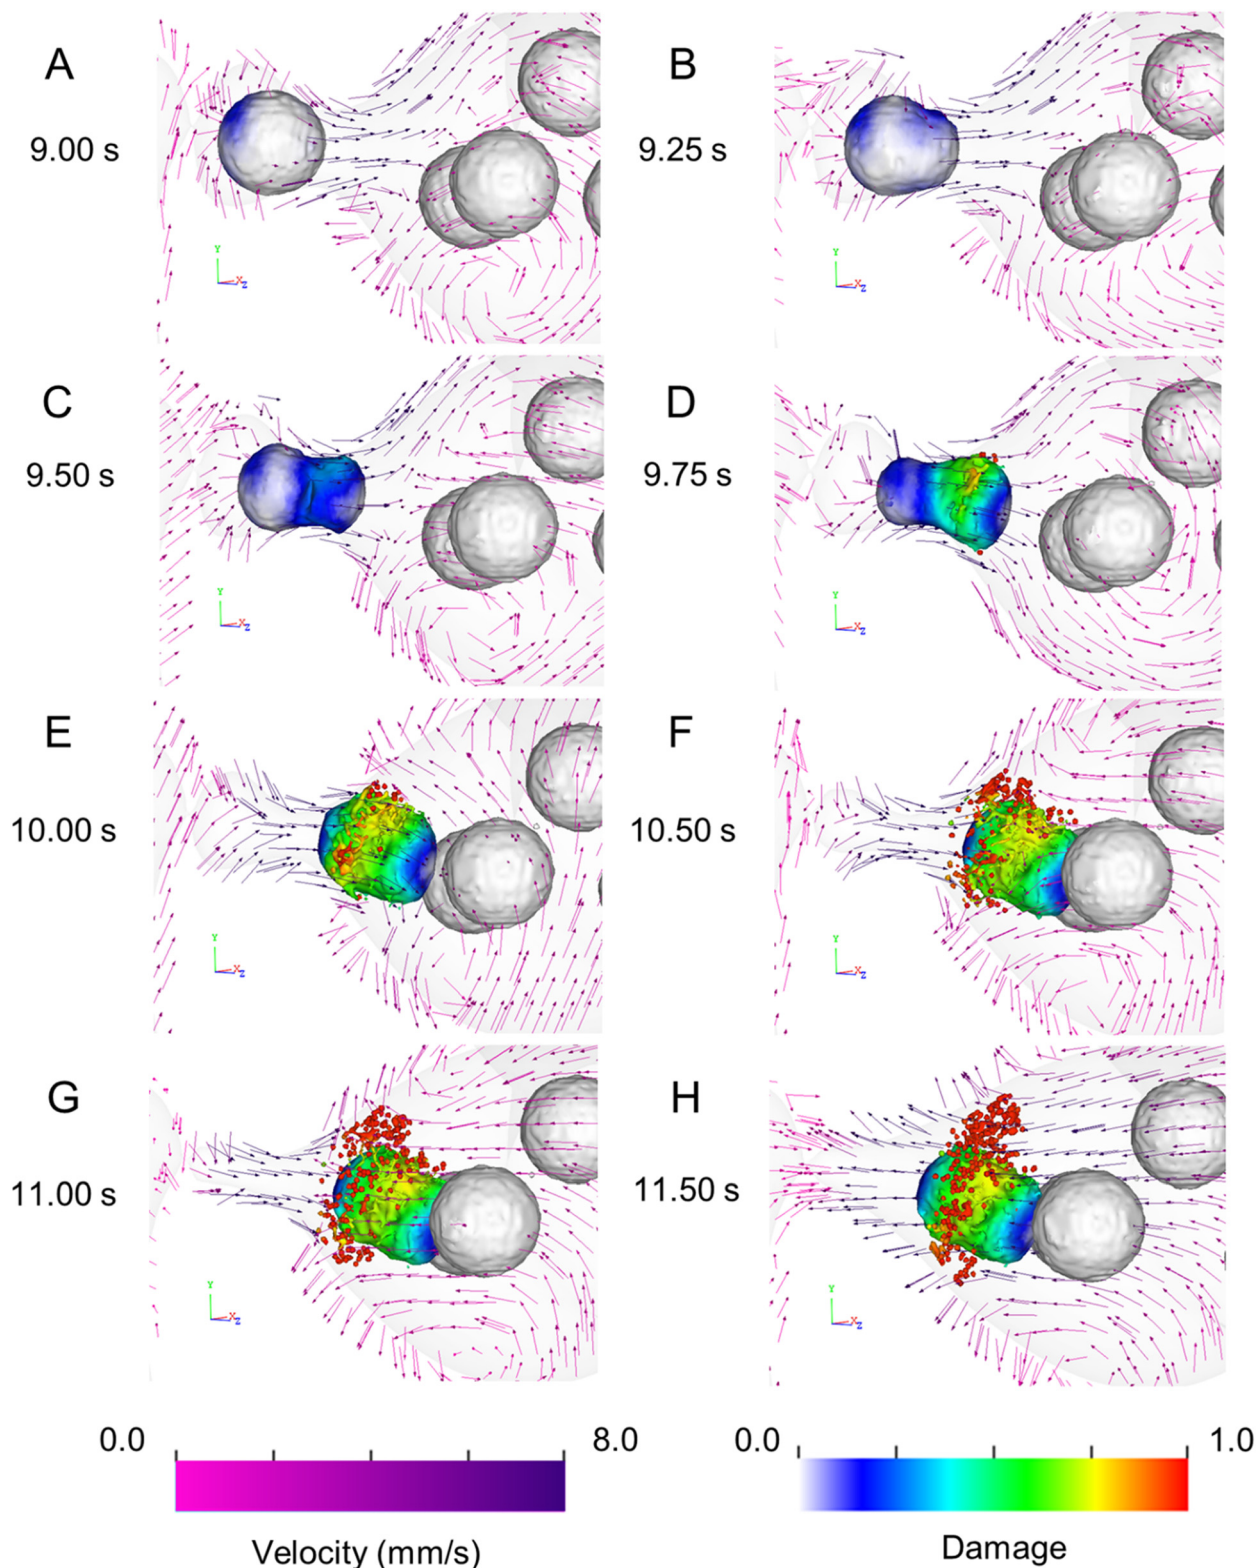 A
9.00 s
Y
X
Z
B
9.25 s
Y
X
Z
C
9.50 s
Y
X
Z
D
9.75 s
Y
X
Z
E
10.00 s
Y
X
Z
F
10.50 s
Y
X
Z
G
11.00 s
Y
X
Z
H
11.50 s
Y
X
Z
0.0 8.0
Velocity (mm/s)
0.0 1.0
Damage